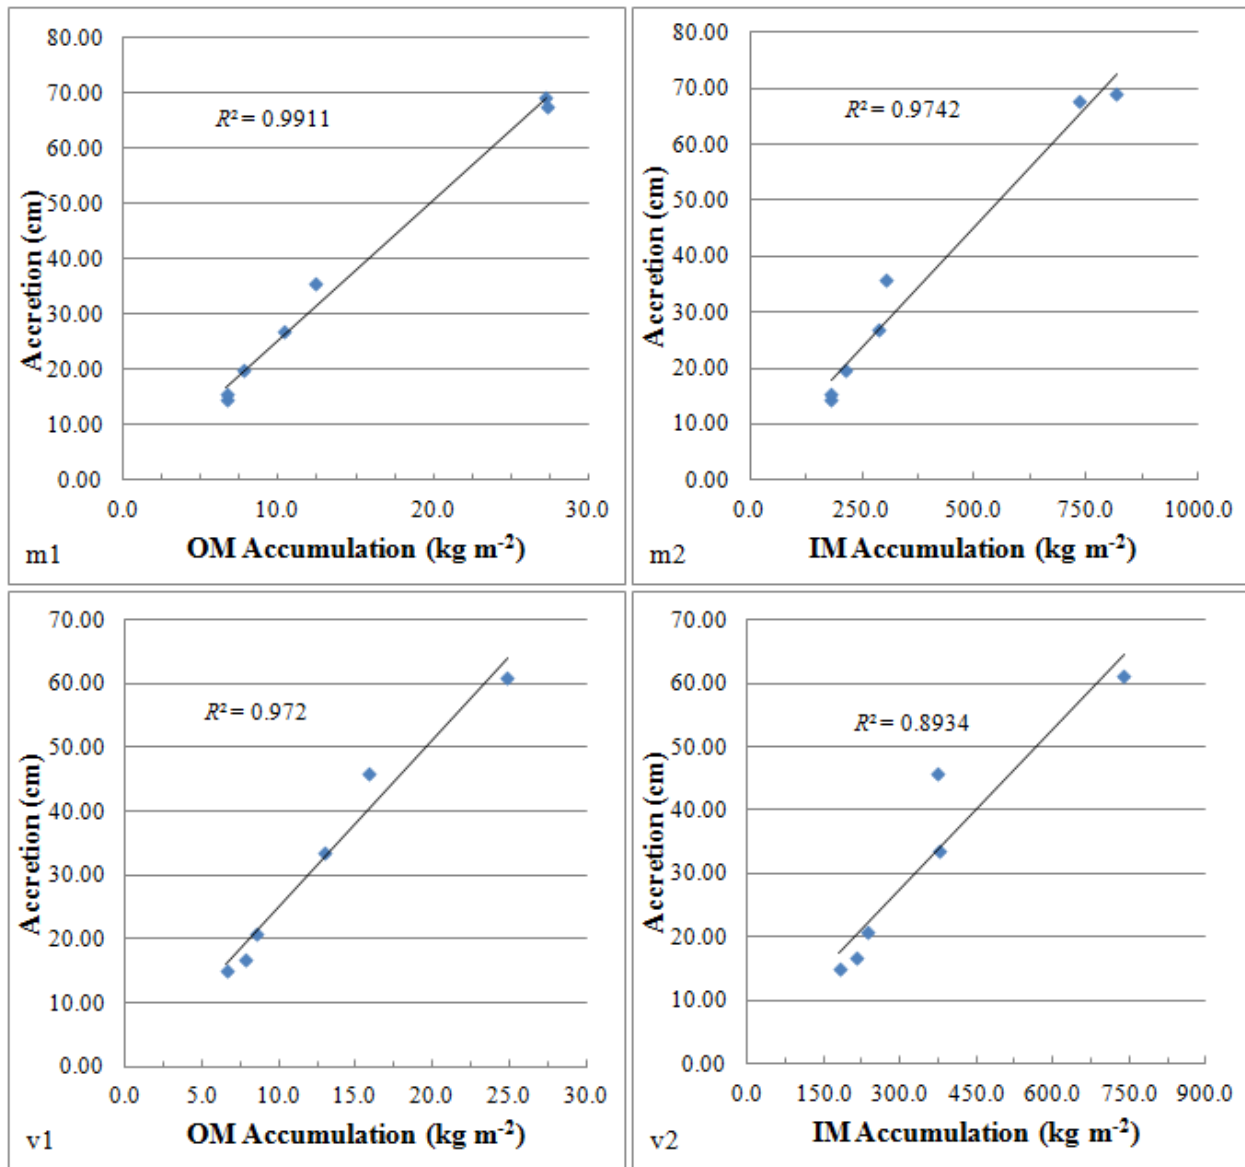 80.00
70.00
60.00
50.00
40.00
30.00
20.00
10.00
0.00
Accretion (cm)
R² = 0.9911
0.0 10.0 20.0 30.0
OM Accumulation (kg m⁻²)
m1
80.00
70.00
60.00
50.00
40.00
30.00
20.00
10.00
0.00
Accretion (cm)
R² = 0.9742
0.0 250.0 500.0 750.0 1000.0
IM Accumulation (kg m⁻²)
m2
70.00
60.00
50.00
40.00
30.00
20.00
10.00
0.00
Accretion (cm)
R² = 0.972
0.0 5.0 10.0 15.0 20.0 25.0 30.0
OM Accumulation (kg m⁻²)
v1
70.00
60.00
50.00
40.00
30.00
20.00
10.00
0.00
Accretion (cm)
R² = 0.8934
0.0 150.0 300.0 450.0 600.0 750.0 900.0
IM Accumulation (kg m⁻²)
v2